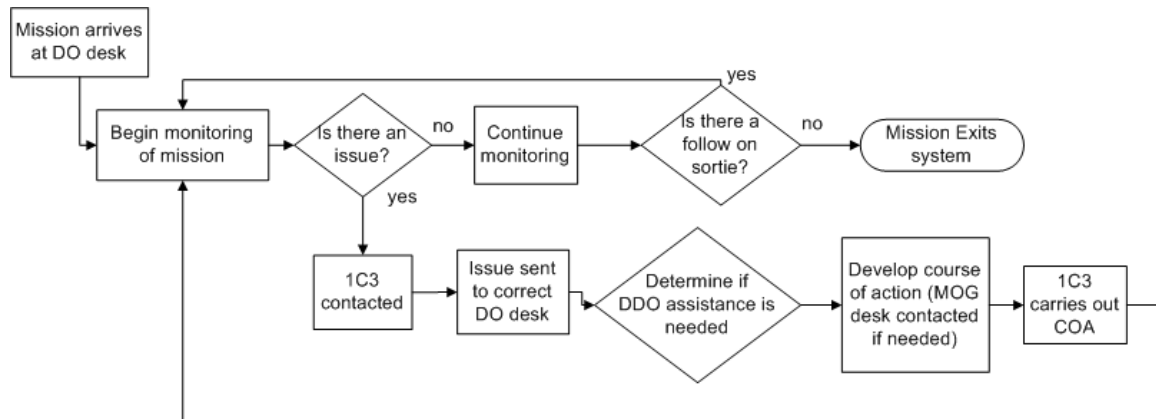 Mission arrives
at DO desk
yes
Begin monitoring
of mission
Is there an
issue?
no
Continue
monitoring
Is there a
follow on
sortie?
no
Mission Exits
system
yes
1C3
contacted
Issue sent
to correct
DO desk
Determine if
DDO assistance is
needed
Develop course
of action (MOG
desk contacted
if needed)
1C3
carries out
COA